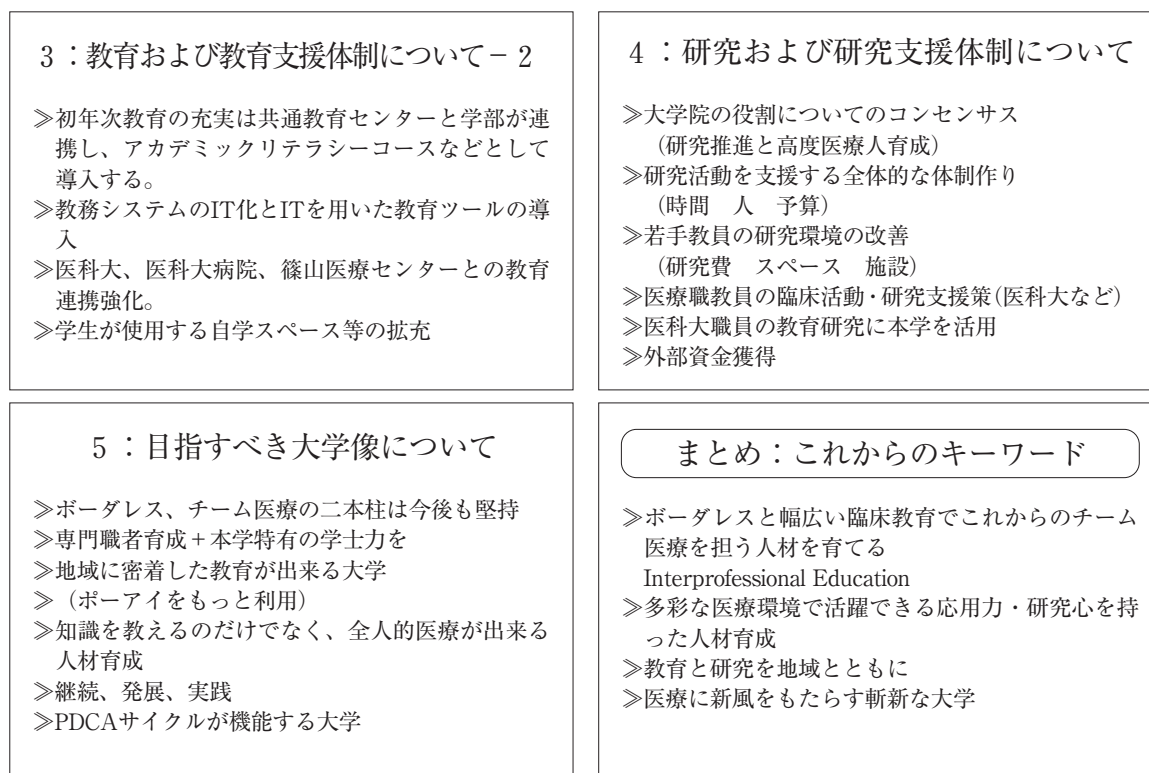 3：教育および教育支援体制について－2
≫初年次教育の充実は共通教育センターと学部が連
携し、アカデミックリテラシーコースなどとして
導入する。
≫教務システムのIT化とITを用いた教育ツールの導
入
≫医科大、医科大病院、篠山医療センターとの教育
連携強化。
≫学生が使用する自学スペース等の拡充
4：研究および研究支援体制について
≫大学院の役割についてのコンセンサス
（研究推進と高度医療人育成）
≫研究活動を支援する全体的な体制作り
（時間　人　予算）
≫若手教員の研究環境の改善
（研究費　スペース　施設）
≫医療職教員の臨床活動・研究支援策（医科大など）
≫医科大職員の教育研究に本学を活用
≫外部資金獲得
5：目指すべき大学像について
≫ボーダレス、チーム医療の二本柱は今後も堅持
≫専門職者育成＋本学特有の学士力を
≫地域に密着した教育が出来る大学
≫（ポーアイをもっと利用）
≫知識を教えるのだけでなく、全人的医療が出来る
人材育成
≫継続、発展、実践
≫PDCAサイクルが機能する大学
まとめ：これからのキーワード
≫ボーダレスと幅広い臨床教育でこれからのチーム
医療を担う人材を育てる
Interprofessional Education
≫多彩な医療環境で活躍できる応用力・研究心を持
った人材育成
≫教育と研究を地域とともに
≫医療に新風をもたらす斬新な大学